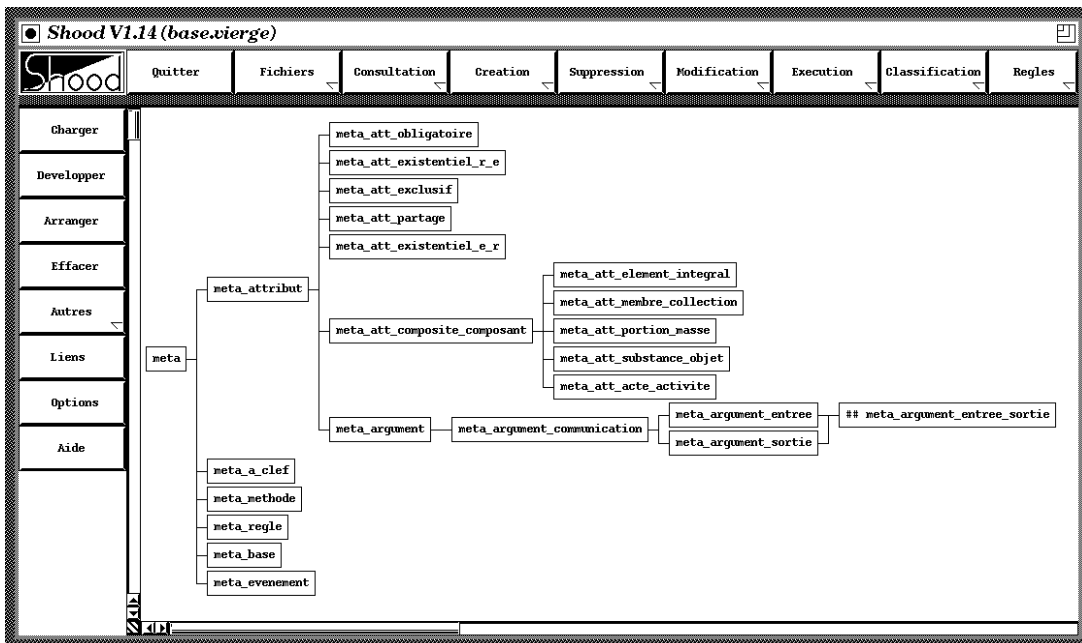 Shood V1.14 (base.vierge)
Shood
Quitter
Fichiers
Consultation
Creation
Suppression
Modification
Execution
Classification
Regles
Charger
Developper
Arranger
Effacer
Autres
Liens
Options
Aide
meta_att_obligatoire
meta_att_existentiel_r_e
meta_att_exclusif
meta_att_partage
meta_att_existentiel_e_r
meta_att_element_integral
meta_attribut
meta_att_membre_collection
meta_att_composite_composant
meta_att_portion_masse
meta
meta_att_substance_objet
meta_att_acte_activite
meta_argument_entree
## meta_argument_entree_sortie
meta_argument
meta_argument_communication
meta_argument_sortie
meta_a_clef
meta_methode
meta_regle
meta_base
meta_evenement